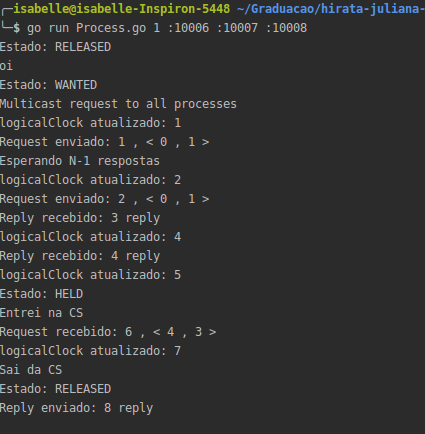 isabelle@isabelle-Inspiron-5448 ~/Graduacao/hirata-juliana-
$ go run Process.go 1 :10006 :10007 :10008
Estado: RELEASED
oi
Estado: WANTED
Multicast request to all processes
logicalClock atualizado: 1
Request enviado: 1 , < 0 , 1 >
Esperando N-1 respostas
logicalClock atualizado: 2
Request enviado: 2 , < 0 , 1 >
Reply recebido: 3 reply
logicalClock atualizado: 4
Reply recebido: 4 reply
logicalClock atualizado: 5
Estado: HELD
Entrei na CS
Request recebido: 6 , < 4 , 3 >
logicalClock atualizado: 7
Sai da CS
Estado: RELEASED
Reply enviado: 8 reply